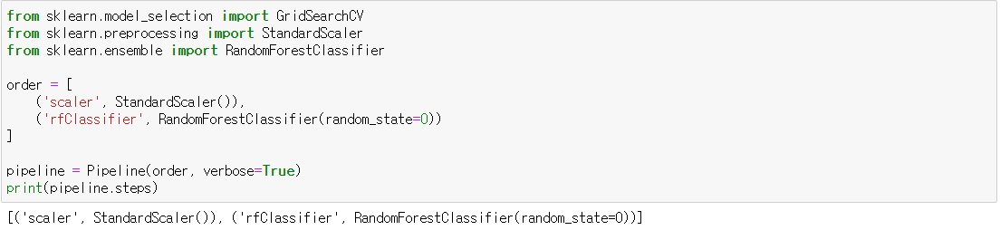 from sklearn.model_selection import GridSearchCV
from sklearn.preprocessing import StandardScaler
from sklearn.ensemble import RandomForestClassifier

order = [
    ('scaler', StandardScaler()),
    ('rfClassifier', RandomForestClassifier(random_state=0))
]

pipeline = Pipeline(order, verbose=True)
print(pipeline.steps)
[('scaler', StandardScaler()), ('rfClassifier', RandomForestClassifier(random_state=0))]